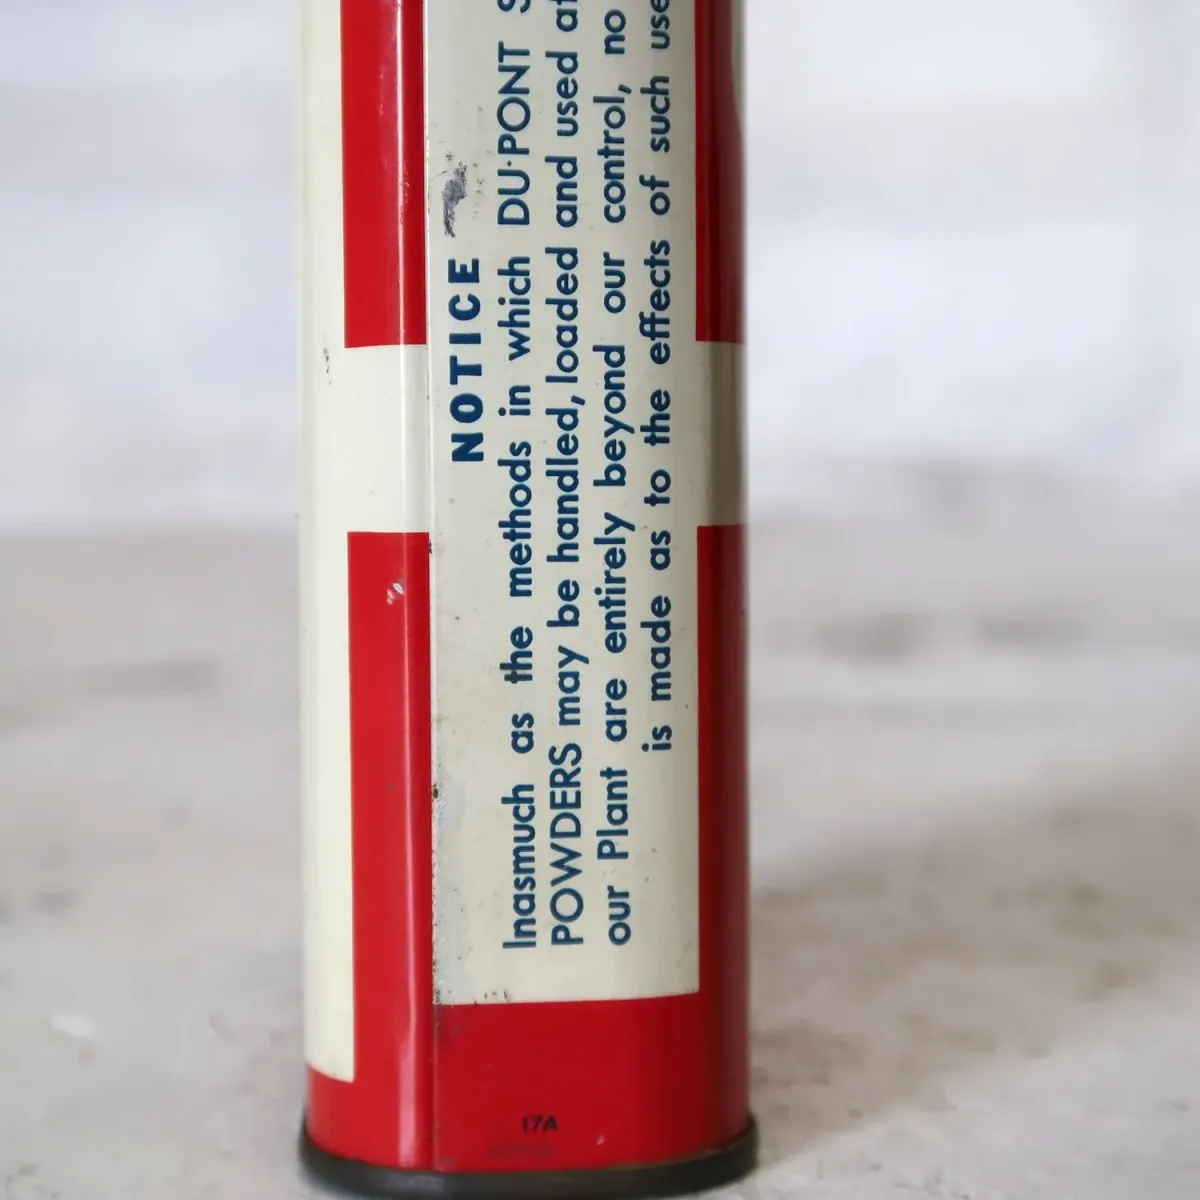 NOTICE
Inasmuch as the methods in which DU·PONT S
POWDERS may be handled, loaded and used at
our Plant are entirely beyond our control, no
is made as to the effects of such use
17A